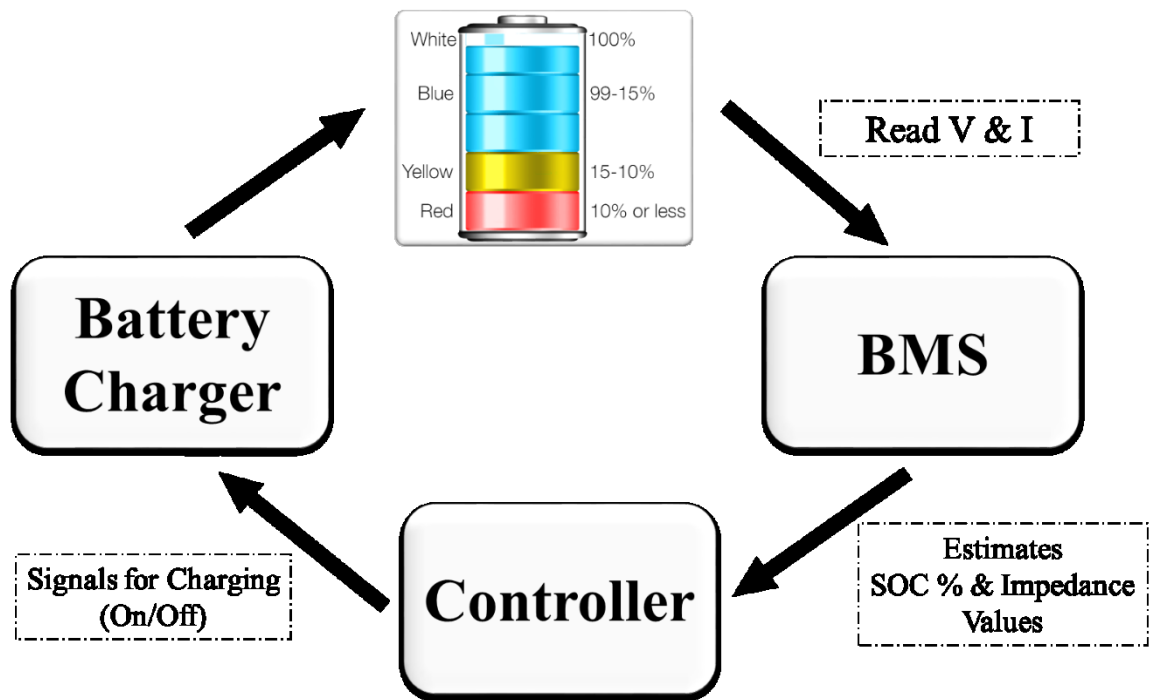 White 100%
Blue 99-15%
Yellow 15-10%
Red 10% or less
Read V & I
Battery
Charger
BMS
Signals for Charging
(On/Off)
Controller
Estimates
SOC % & Impedance
Values